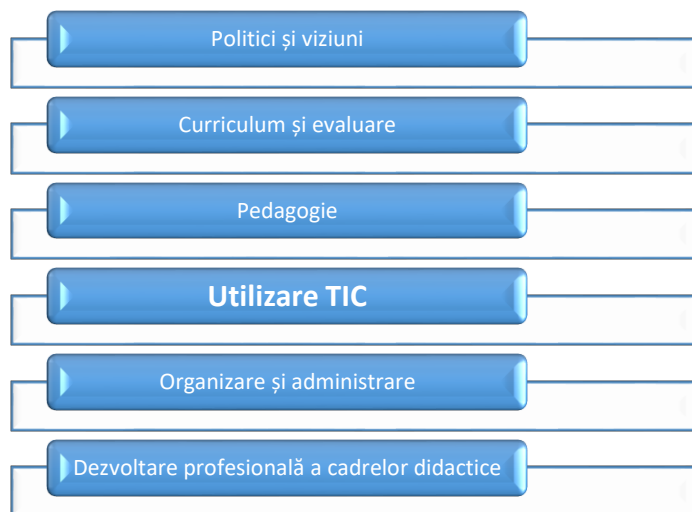 Politici și viziuni
Curriculum și evaluare
Pedagogie
Utilizare TIC
Organizare și administrare
Dezvoltare profesională a cadrelor didactice